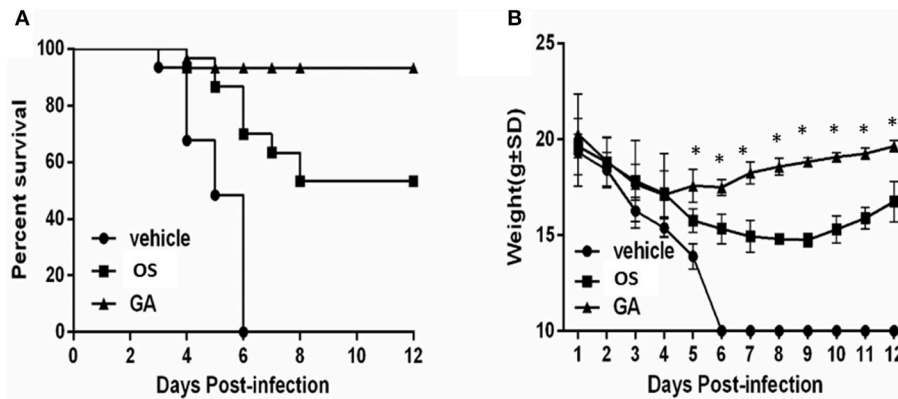 A
Percent survival
100
80
60
40
20
0
vehicle
OS
GA
0 2 4 6 8 10 12
Days Post-infection
B
Weight(g±SD)
25
20
15
10
* * * * * * * *
vehicle
OS
GA
1 2 3 4 5 6 7 8 9 10 11 12
Days Post-infection